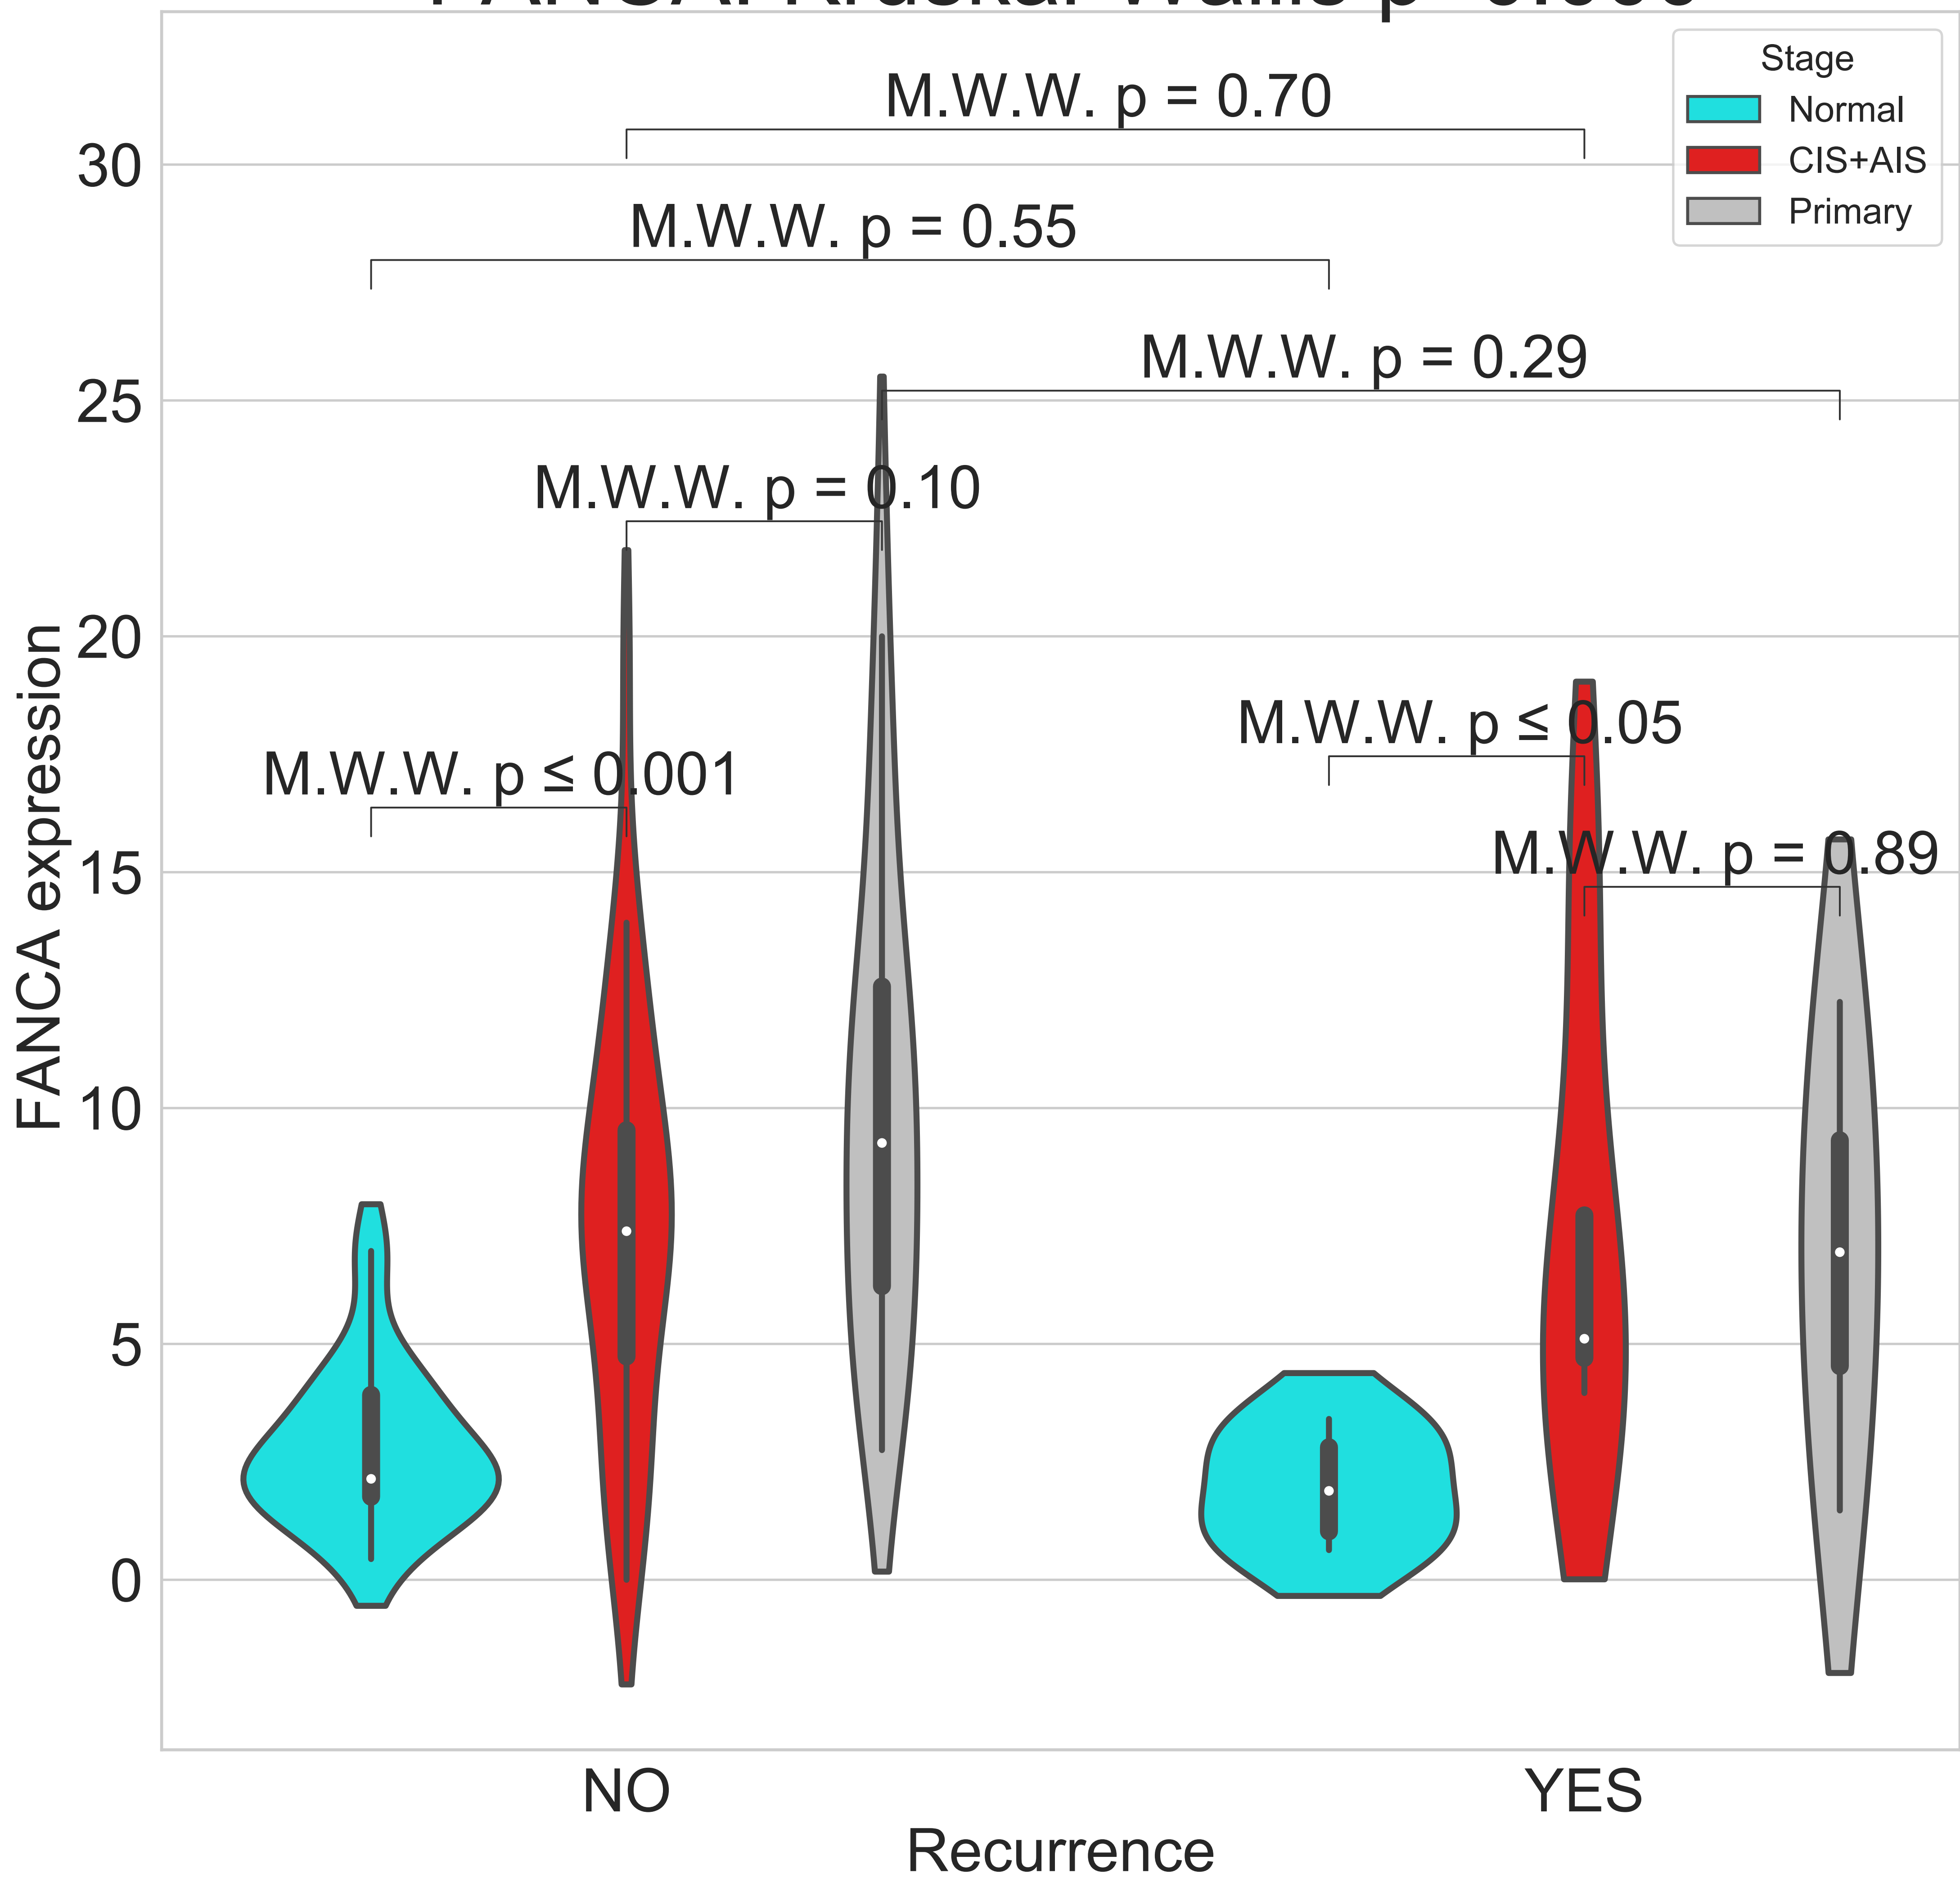 Stage
Normal
CIS+AIS
Primary
M.W.W. p = 0.70
M.W.W. p = 0.55
M.W.W. p = 0.29
M.W.W. p = 0.10
M.W.W. p ≤ 0.05
M.W.W. p ≤ 0.001
M.W.W. p = 0.89
30
25
20
15
10
5
0
FANCA expression
NO
YES
Recurrence